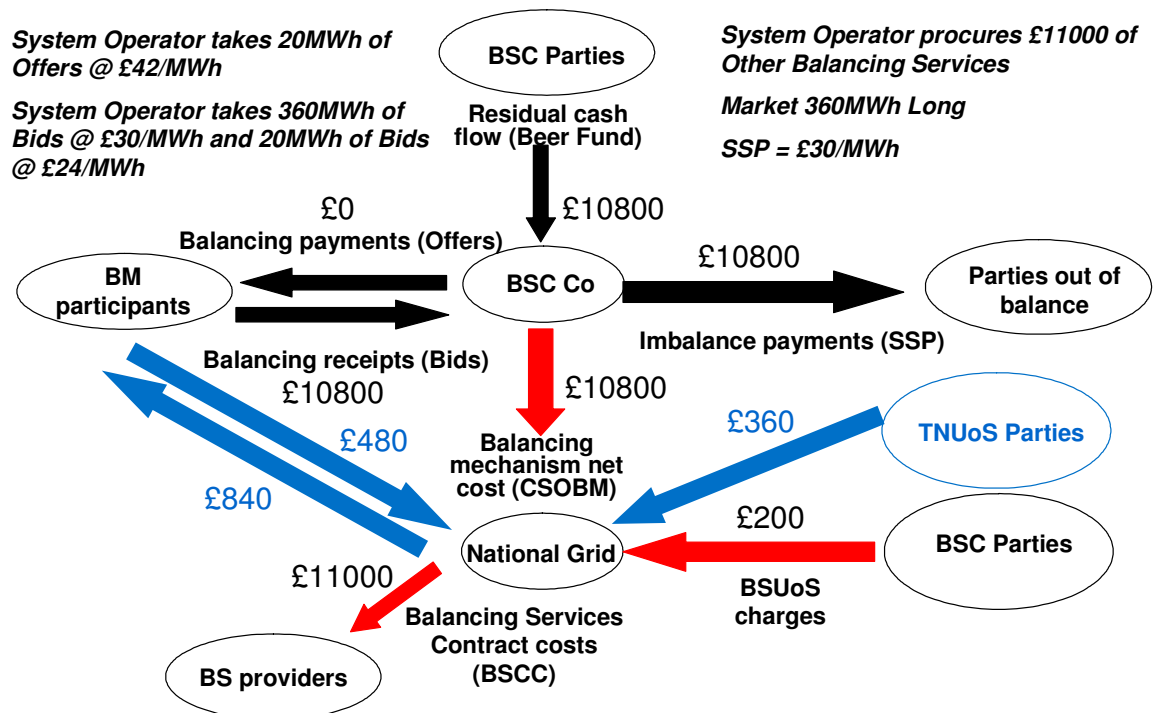 System Operator takes 20MWh of
Offers @ £42/MWh
System Operator takes 360MWh of
Bids @ £30/MWh and 20MWh of Bids
@ £24/MWh
BSC Parties
Residual cash
flow (Beer Fund)
System Operator procures £11000 of
Other Balancing Services
Market 360MWh Long
SSP = £30/MWh
£0
Balancing payments (Offers)
£10800
£10800
BM
participants
BSC Co
Parties out of
balance
Balancing receipts (Bids)
£10800
Imbalance payments (SSP)
£10800
£480
£840
Balancing
mechanism net
cost (CSOBM)
£360
TNUoS Parties
£200
National Grid
BSC Parties
BSUoS
charges
£11000
Balancing Services
Contract costs
(BSCC)
BS providers